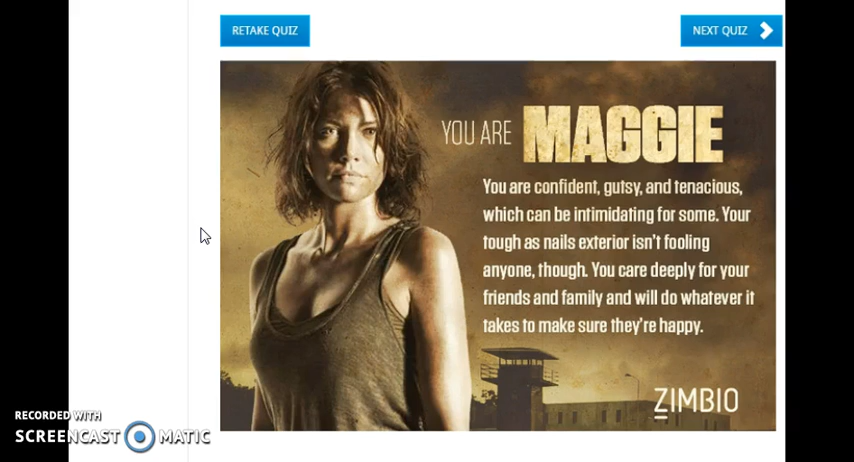 RETAKE QUIZ
NEXT QUIZ
YOU ARE MAGGIE
You are confident, gutsy, and tenacious,
which can be intimidating for some. Your
tough as nails exterior isn't fooling
anyone, though. You care deeply for your
friends and family and will do whatever it
takes to make sure they're happy.
ZIMBIO
RECORDED WITH
SCREENCAST MATIC